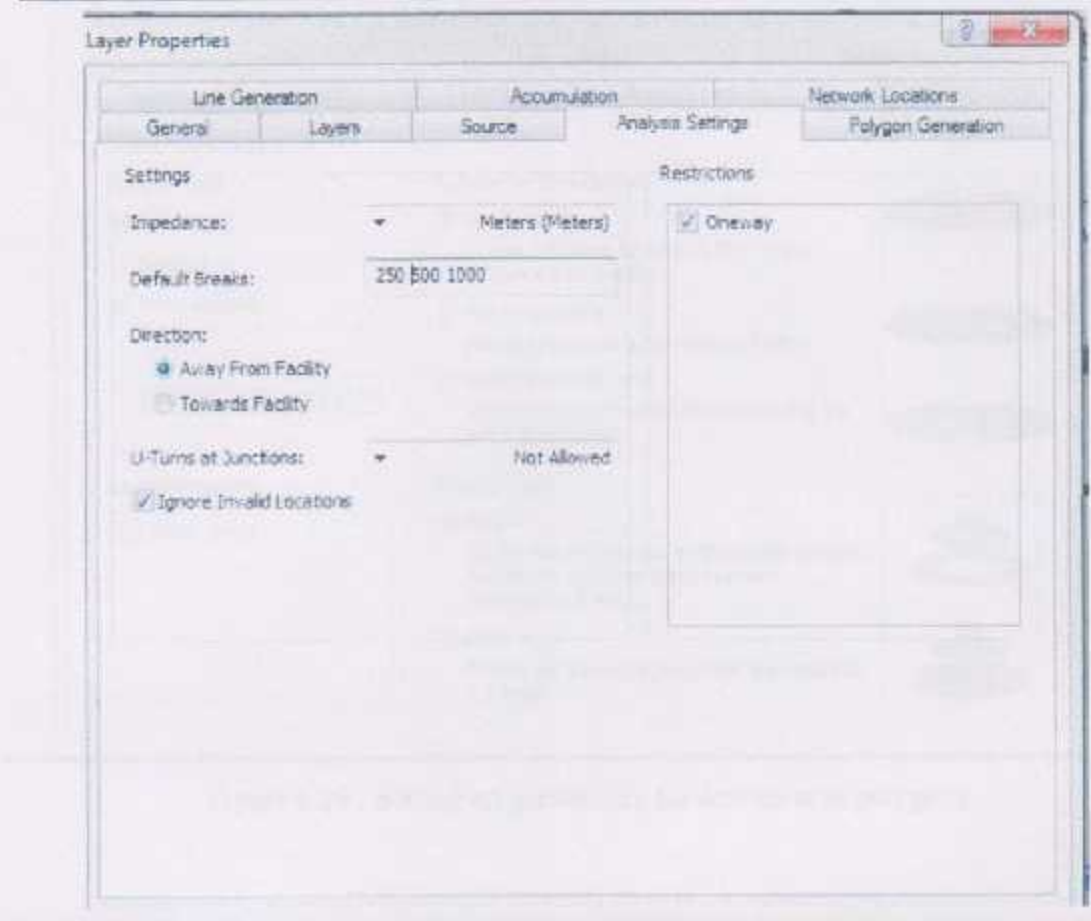 Layer Properties
Line Generation Accumulation Network Locations
General Layers Source Analysis Settings Polygon Generation
Settings
Restrictions
Impedance: Meters (Meters)
Oneway
Default Breaks: 250 500 1000
Direction:
Away From Facility
Towards Facility
U-Turns at Junctions: Not Allowed
Ignore Invalid Locations